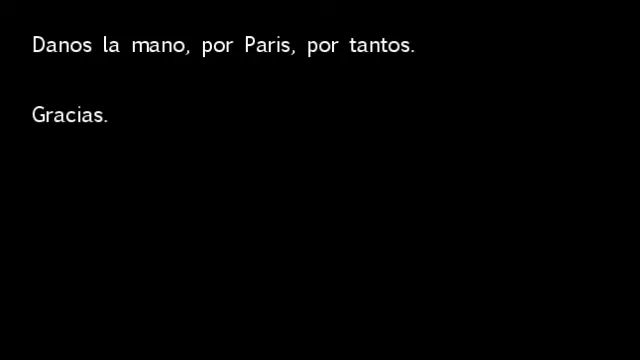 Danos la mano, por Paris, por tantos.
Gracias.